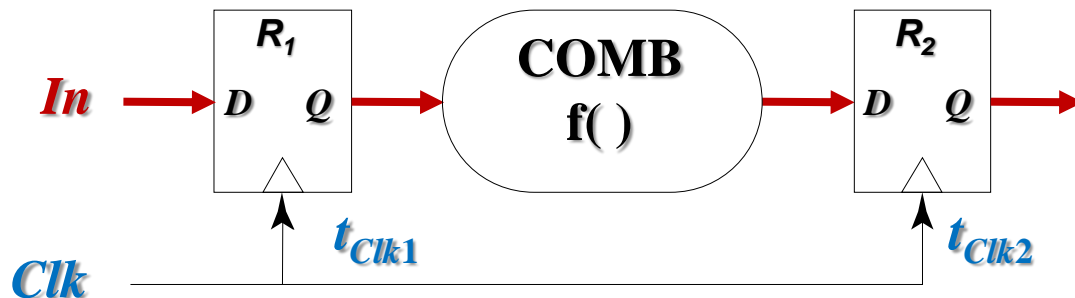 R1
COMB
R2
In
D
Q
f( )
D
Q
tClk1
tClk2
Clk